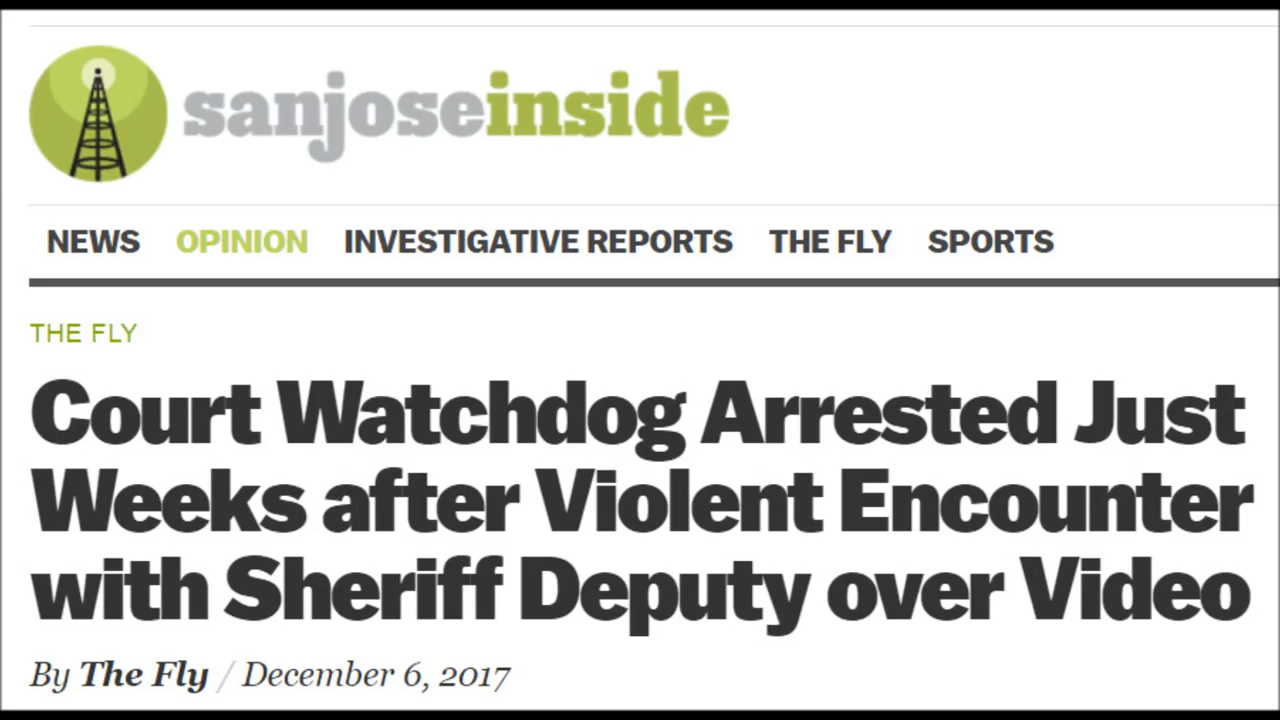 sanjoseinside
NEWS OPINION INVESTIGATIVE REPORTS THE FLY SPORTS
THE FLY
Court Watchdog Arrested Just
Weeks after Violent Encounter
with Sheriff Deputy over Video
By The Fly / December 6, 2017